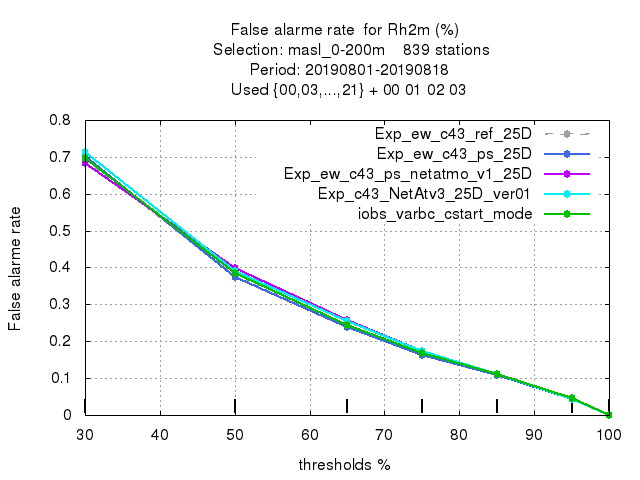 False alarme rate  for Rh2m (%)
Selection: masl_0-200m    839 stations
Period: 20190801-20190818
Used {00,03,...,21} + 00 01 02 03
Exp_ew_c43_ref_25D
Exp_ew_c43_ps_25D
Exp_ew_c43_ps_netatmo_v1_25D
Exp_c43_NetAtv3_25D_ver01
iobs_varbc_cstart_mode
False alarme rate
0.8
0.7
0.6
0.5
0.4
0.3
0.2
0.1
0
30 40 50 60 70 80 90 100
thresholds %